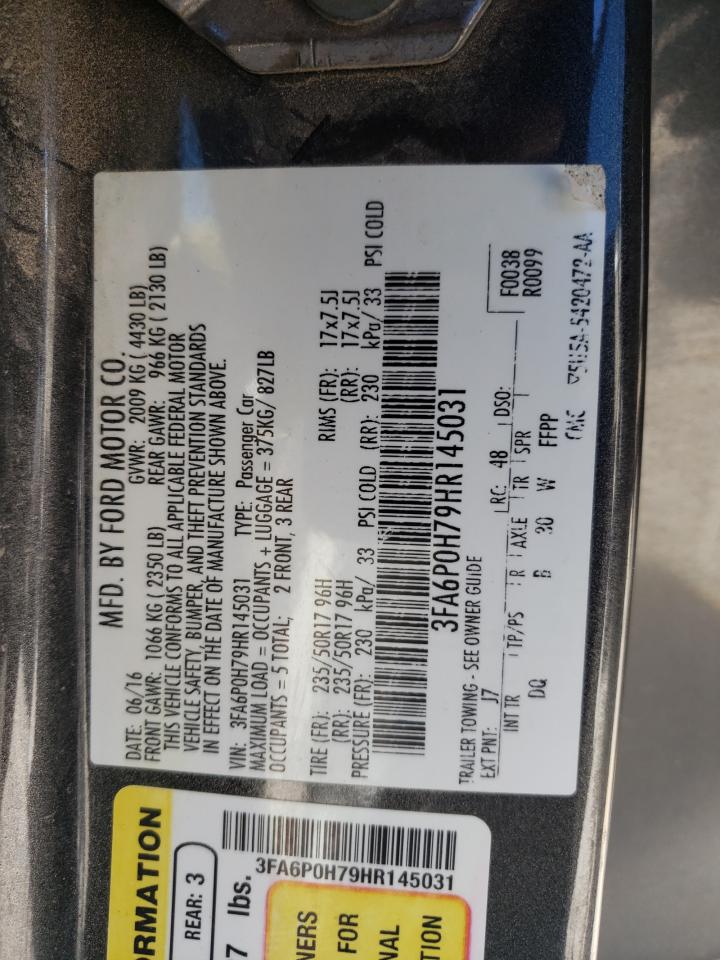 MFD. BY FORD MOTOR CO.
DATE: 06/16 GVWR: 2009 KG ( 4430 LB)
FRONT GAWR: 1066 KG ( 2350 LB) REAR GAWR: 966 KG ( 2130 LB)
THIS VEHICLE CONFORMS TO ALL APPLICABLE FEDERAL MOTOR
VEHICLE SAFETY, BUMPER, AND THEFT PREVENTION STANDARDS
IN EFFECT ON THE DATE OF MANUFACTURE SHOWN ABOVE.
VIN: 3FA6P0H79HR145031 TYPE: Passenger Car
MAXIMUM LOAD = OCCUPANTS + LUGGAGE = 375KG/ 827LB
OCCUPANTS = 5 TOTAL; 2 FRONT, 3 REAR
TIRE (FR): 235/50R17 96H RIMS (FR): 17x7.5J
(RR): 235/50R17 96H (RR): 17x7.5J
PRESSURE (FR): 230 kPa/ 33 PSI COLD (RR): 230 kPa/ 33 PSI COLD
3FA6P0H79HR145031
TRAILER TOWING - SEE OWNER GUIDE
EXT PNT: J7 RC: 48 DSO: F0038
R0099
INT TR TP/PS R AXLE TR SPR
DQ 30 W FFPP
5U5A-5420472-AA
ORMATION
REAR: 3
7 lbs.
3FA6P0H79HR145031
NERS
FOR
NAL
TION